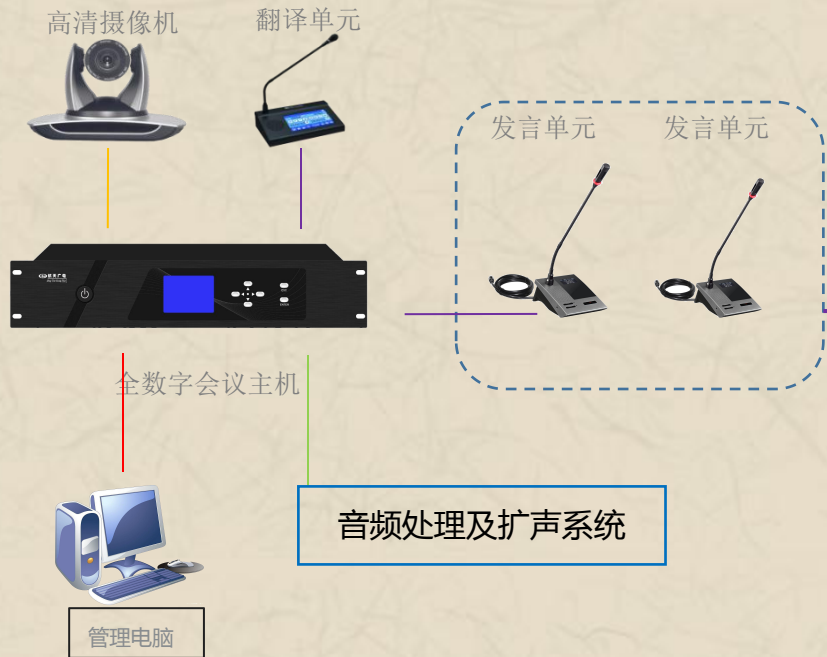 高清摄像机
翻译单元
发言单元
发言单元
全数字会议主机
音频处理及扩声系统
管理电脑